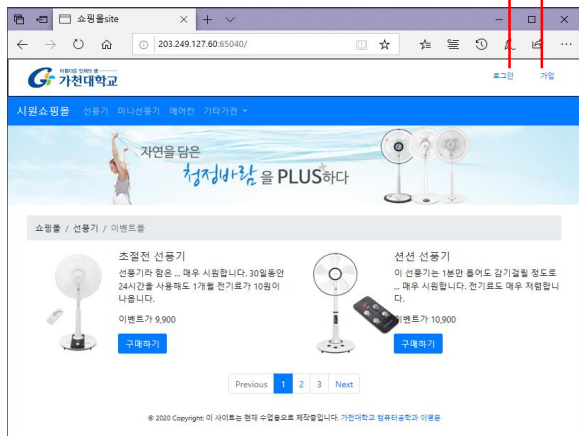 쇼핑몰site
203.249.127.60:65040/
가천대학교
로그인 가입
시원쇼핑몰 선풍기 미니선풍기 에어컨 기타가전
자연을 담은
청정바람 을 PLUS하다
쇼핑몰 / 선풍기 / 이벤트몰
초절전 선풍기
선풍기라 함은 ... 매우 시원합니다. 30일동안
24시간을 사용해도 1개월 전기료가 10원이
나옵니다.
이벤트가 9,900
구매하기
션션 선풍기
이 선풍기는 1분만 틀어도 감기걸릴 정도로
... 매우 시원합니다. 전기료도 매우 저렴합니
다.
이벤트가 10,900
구매하기
Previous 1 2 3 Next
© 2020 Copyright: 이 사이트는 현재 수업용으로 제작중입니다. 가천대학교 컴퓨터공학과